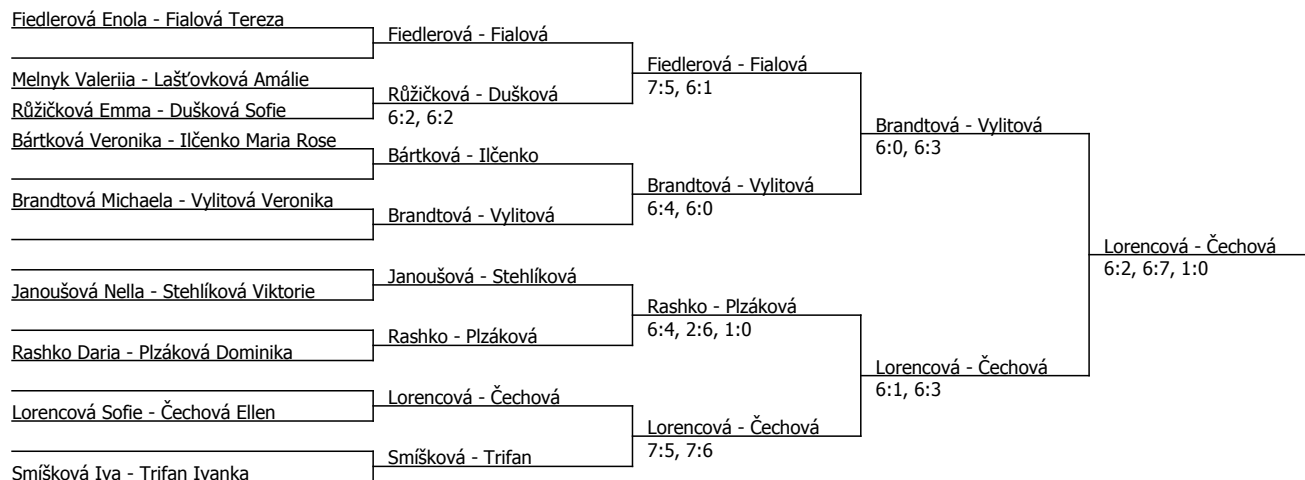 Fiedlerová Enola - Fialová Tereza
Melnyk Valeriia - Lašťovková Amálie
Růžičková Emma - Dušková Sofie
Bártková Veronika - Ilčenko Maria Rose
Brandtová Michaela - Vylitová Veronika
Janoušová Nella - Stehlíková Viktorie
Rashko Daria - Plzáková Dominika
Lorencová Sofie - Čechová Ellen
Smíšková Iva - Trifan Ivanka
Fiedlerová - Fialová
Růžičková - Dušková
6:2, 6:2
Bártková - Ilčenko
Brandtová - Vylitová
Janoušová - Stehlíková
Rashko - Plzáková
Lorencová - Čechová
Smíšková - Trifan
Fiedlerová - Fialová
7:5, 6:1
Brandtová - Vylitová
6:4, 6:0
Rashko - Plzáková
6:4, 2:6, 1:0
Lorencová - Čechová
7:5, 7:6
Brandtová - Vylitová
6:0, 6:3
Lorencová - Čechová
6:1, 6:3
Lorencová - Čechová
6:2, 6:7, 1:0